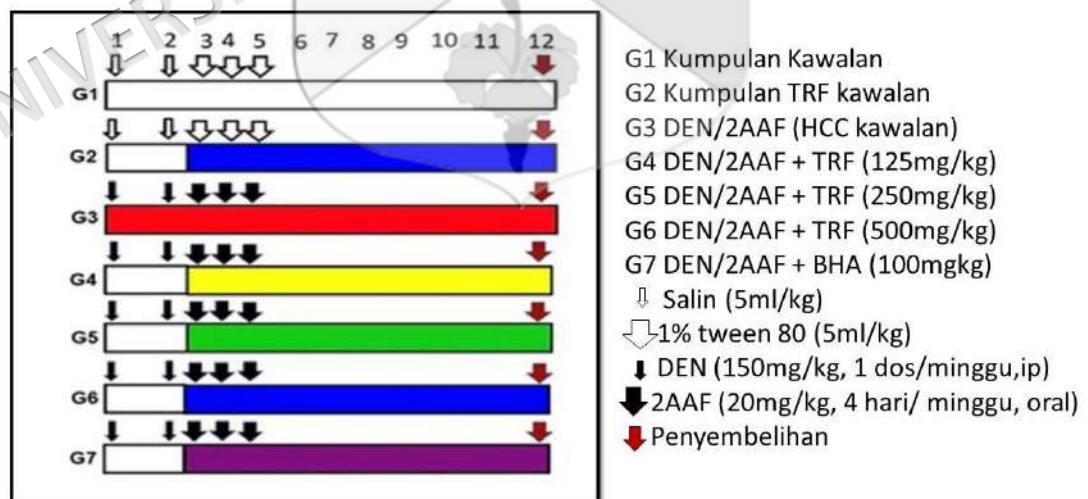 UNIVERSI
1 2 3 4 5 6 7 8 9 10 11 12
G1
G2
G3
G4
G5
G6
G7
G1 Kumpulan Kawalan
G2 Kumpulan TRF kawalan
G3 DEN/2AAF (HCC kawalan)
G4 DEN/2AAF + TRF (125mg/kg)
G5 DEN/2AAF + TRF (250mg/kg)
G6 DEN/2AAF + TRF (500mg/kg)
G7 DEN/2AAF + BHA (100mgkg)
Salin (5ml/kg)
1% tween 80 (5ml/kg)
DEN (150mg/kg, 1 dos/minggu,ip)
2AAF (20mg/kg, 4 hari/ minggu, oral)
Penyembelihan